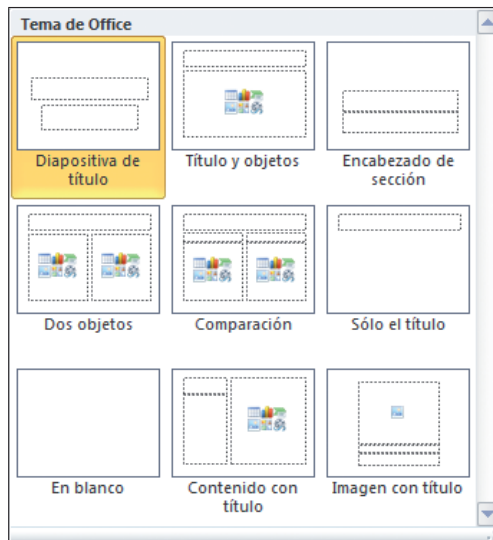 Tema de Office
Diapositiva de
título
Título y objetos
Encabezado de
sección
Dos objetos
Comparación
Sólo el título
En blanco
Contenido con
título
Imagen con título